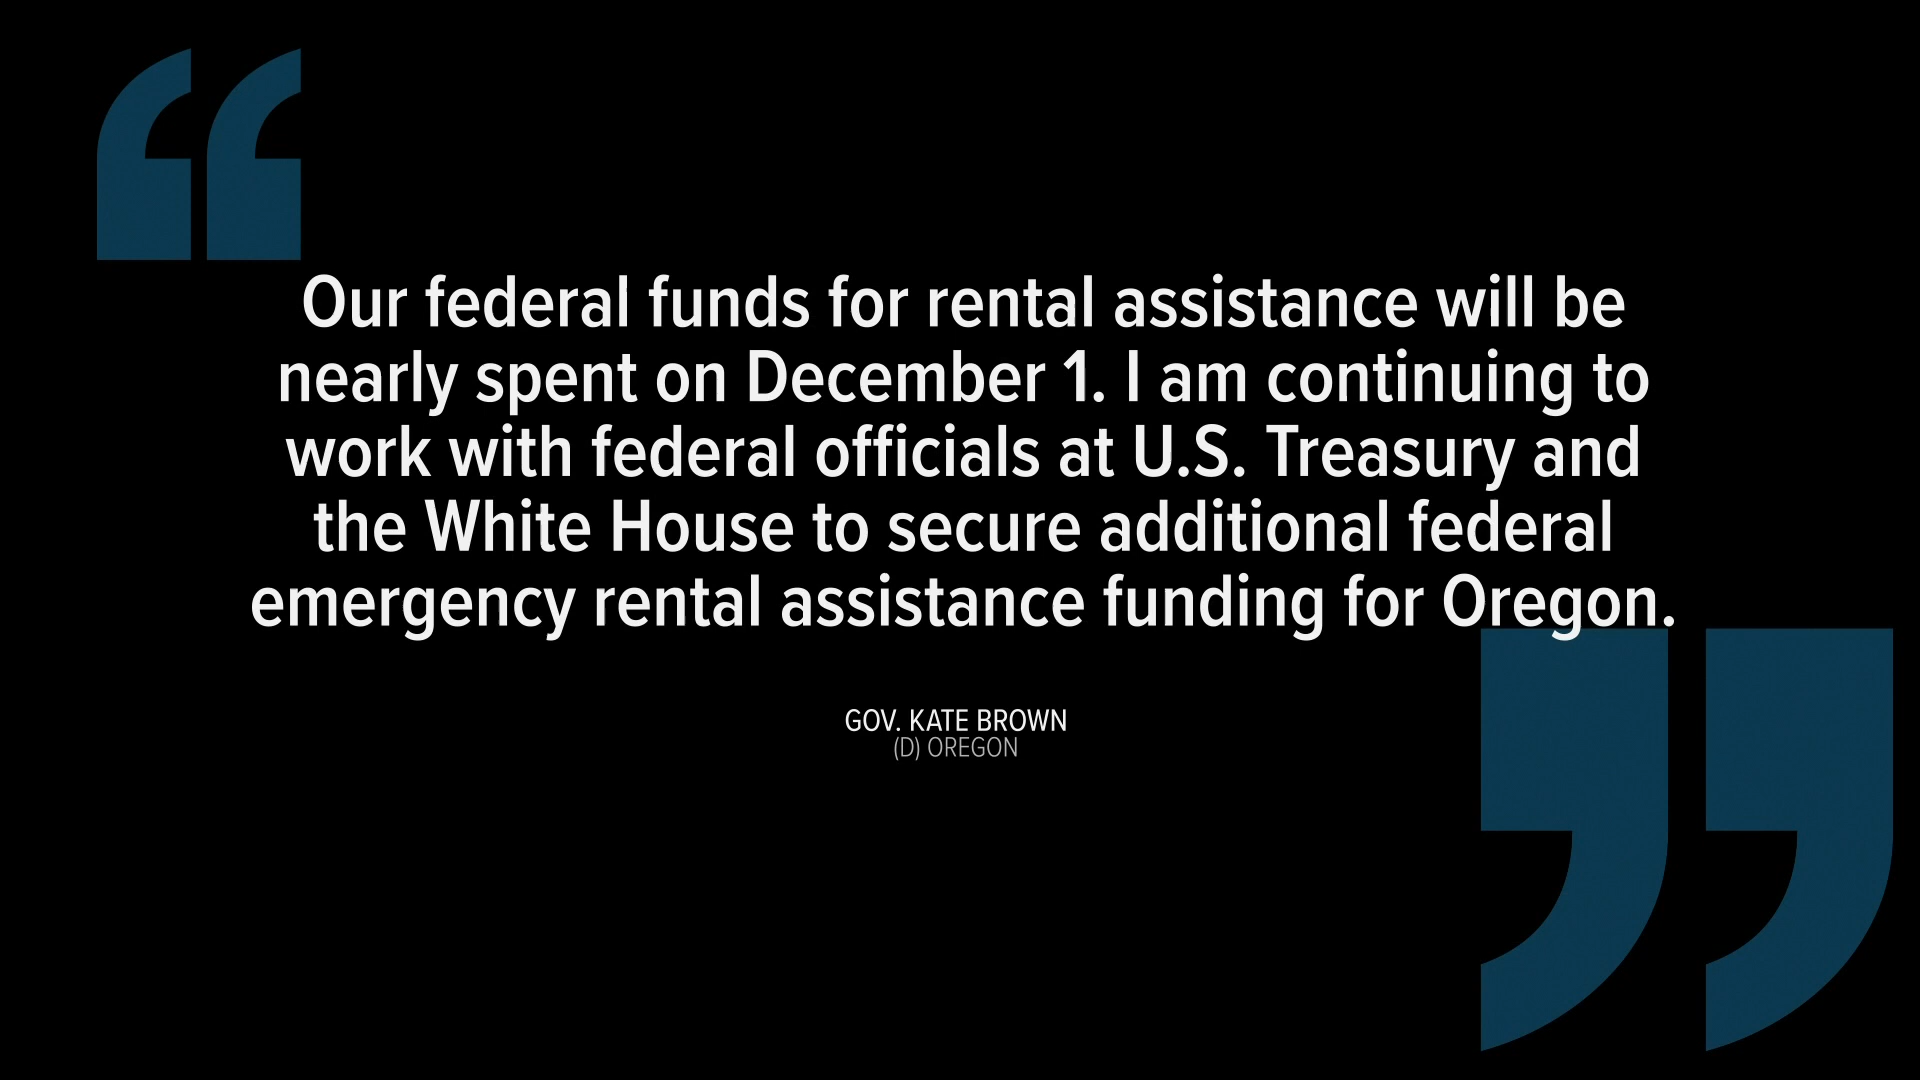 “
Our federal funds for rental assistance will be
nearly spent on December 1. I am continuing to
work with federal officials at U.S. Treasury and
the White House to secure additional federal
emergency rental assistance funding for Oregon.
”
GOV. KATE BROWN
(D) OREGON